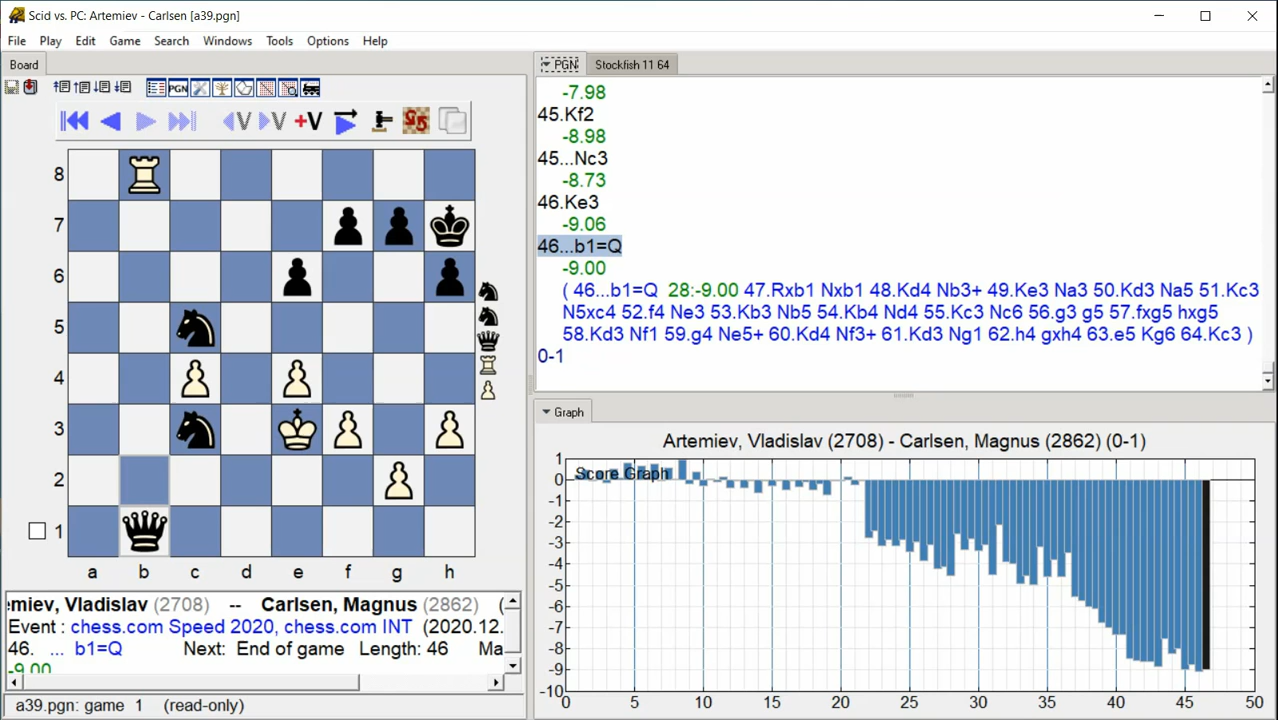 Scid vs. PC: Artemiev - Carlsen [a39.pgn]
File Play Edit Game Search Windows Tools Options Help
Board
PGN
+V
8
7
6
5
4
3
2
1
a b c d e f g h
emiev, Vladislav (2708) -- Carlsen, Magnus (2862) (
Event : chess.com Speed 2020, chess.com INT (2020.12.
46. ... b1=Q Next: End of game Length: 46 Ma
-9.00
a39.pgn: game 1 (read-only)
PGN Stockfish 11 64
-7.98
45.Kf2
-8.98
45...Nc3
-8.73
46.Ke3
-9.06
46...b1=Q
-9.00
( 46...b1=Q 28:-9.00 47.Rxb1 Nxb1 48.Kd4 Nb3+ 49.Ke3 Na3 50.Kd3 Na5 51.Kc3
N5xc4 52.f4 Ne3 53.Kb3 Nb5 54.Kb4 Nd4 55.Kc3 Nc6 56.g3 g5 57.fxg5 hxg5
58.Kd3 Nf1 59.g4 Ne5+ 60.Kd4 Nf3+ 61.Kd3 Ng1 62.h4 gxh4 63.e5 Kg6 64.Kc3 )
0-1
Graph
Artemiev, Vladislav (2708) - Carlsen, Magnus (2862) (0-1)
Score Graph
1
0
-1
-2
-3
-4
-5
-6
-7
-8
-9
-10
0 5 10 15 20 25 30 35 40 45 50